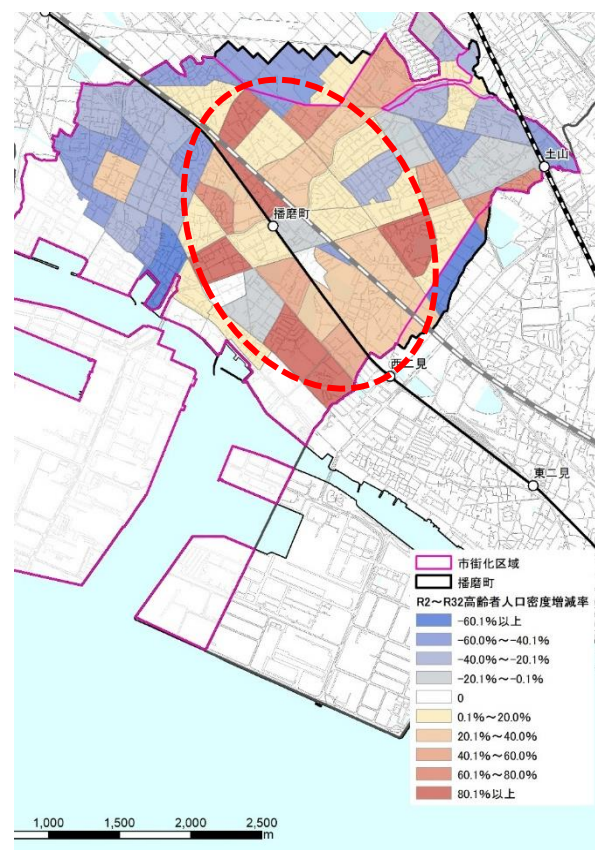 土山
播磨町
西二見
東二見
市街化区域
播磨町
R2～R32高齢者人口密度増減率
-60.1%以上
-60.0%～-40.1%
-40.0%～-20.1%
-20.1%～-0.1%
0
0.1%～20.0%
20.1%～40.0%
40.1%～60.0%
60.1%～80.0%
80.1%以上
1,000 1,500 2,000 2,500
m